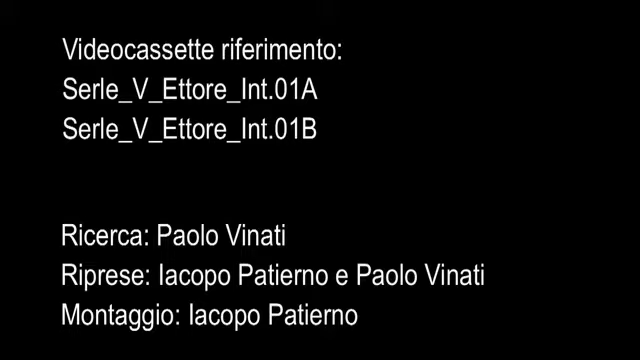 Videocassette riferimento:
Serle_V_Ettore_Int.01A
Serle_V_Ettore_Int.01B
Ricerca: Paolo Vinati
Riprese: Iacopo Patierno e Paolo Vinati
Montaggio: Iacopo Patierno